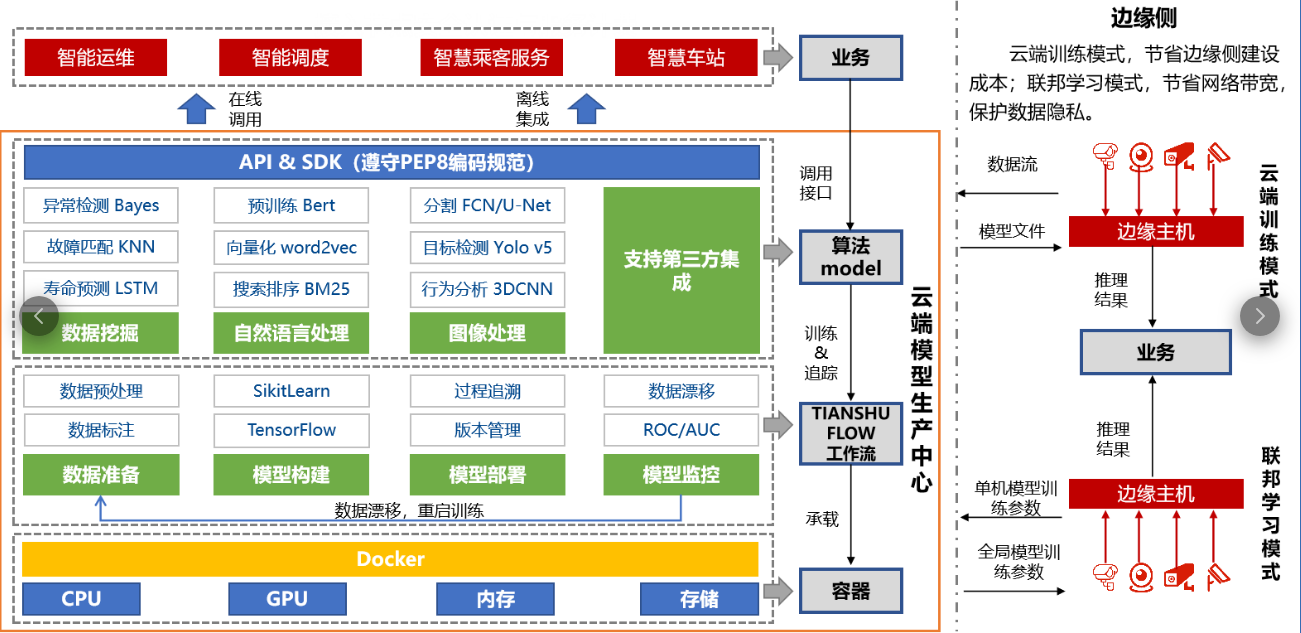 智能运维
智能调度
智慧乘客服务
智慧车站
业务
在线
调用
离线
集成
API & SDK（遵守PEP8编码规范）
异常检测 Bayes
故障匹配 KNN
寿命预测 LSTM
数据挖掘
预训练 Bert
向量化 word2vec
搜索排序 BM25
自然语言处理
分割 FCN/U-Net
目标检测 Yolo v5
行为分析 3DCNN
图像处理
支持第三方集
成
调用
接口
算法
model
训练
&
追踪
数据预处理
数据标注
数据准备
SikitLearn
TensorFlow
模型构建
过程追溯
版本管理
模型部署
数据漂移
ROC/AUC
模型监控
数据漂移，重启训练
TIANSHU
FLOW
工作流
承载
Docker
CPU
GPU
内存
存储
容器
云端模型生产中心
边缘侧
云端训练模式，节省边缘侧建设
成本；联邦学习模式，节省网络带宽，
保护数据隐私。
数据流
模型文件
边缘主机
推理
结果
云端训练模式
业务
推理
结果
边缘主机
单机模型训
练参数
全局模型训
练参数
联邦学习模式